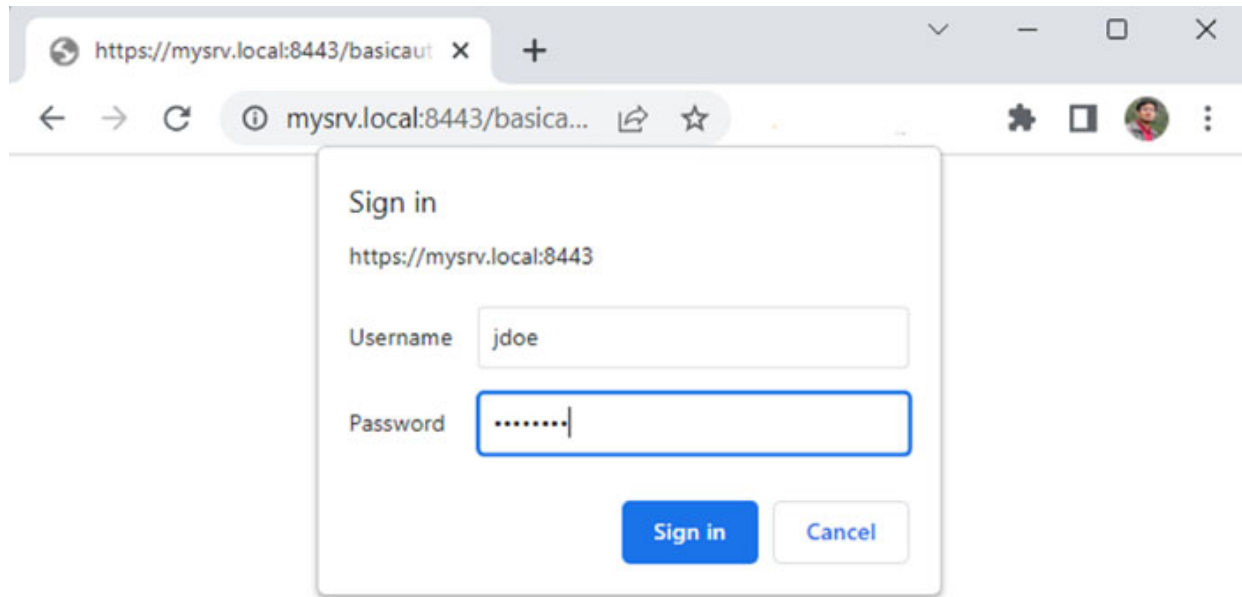 https://mysrv.local:8443/basicaut
mysrv.local:8443/basica...
Sign in
https://mysrv.local:8443
Username jdoe
Password ••••••••
Sign in Cancel